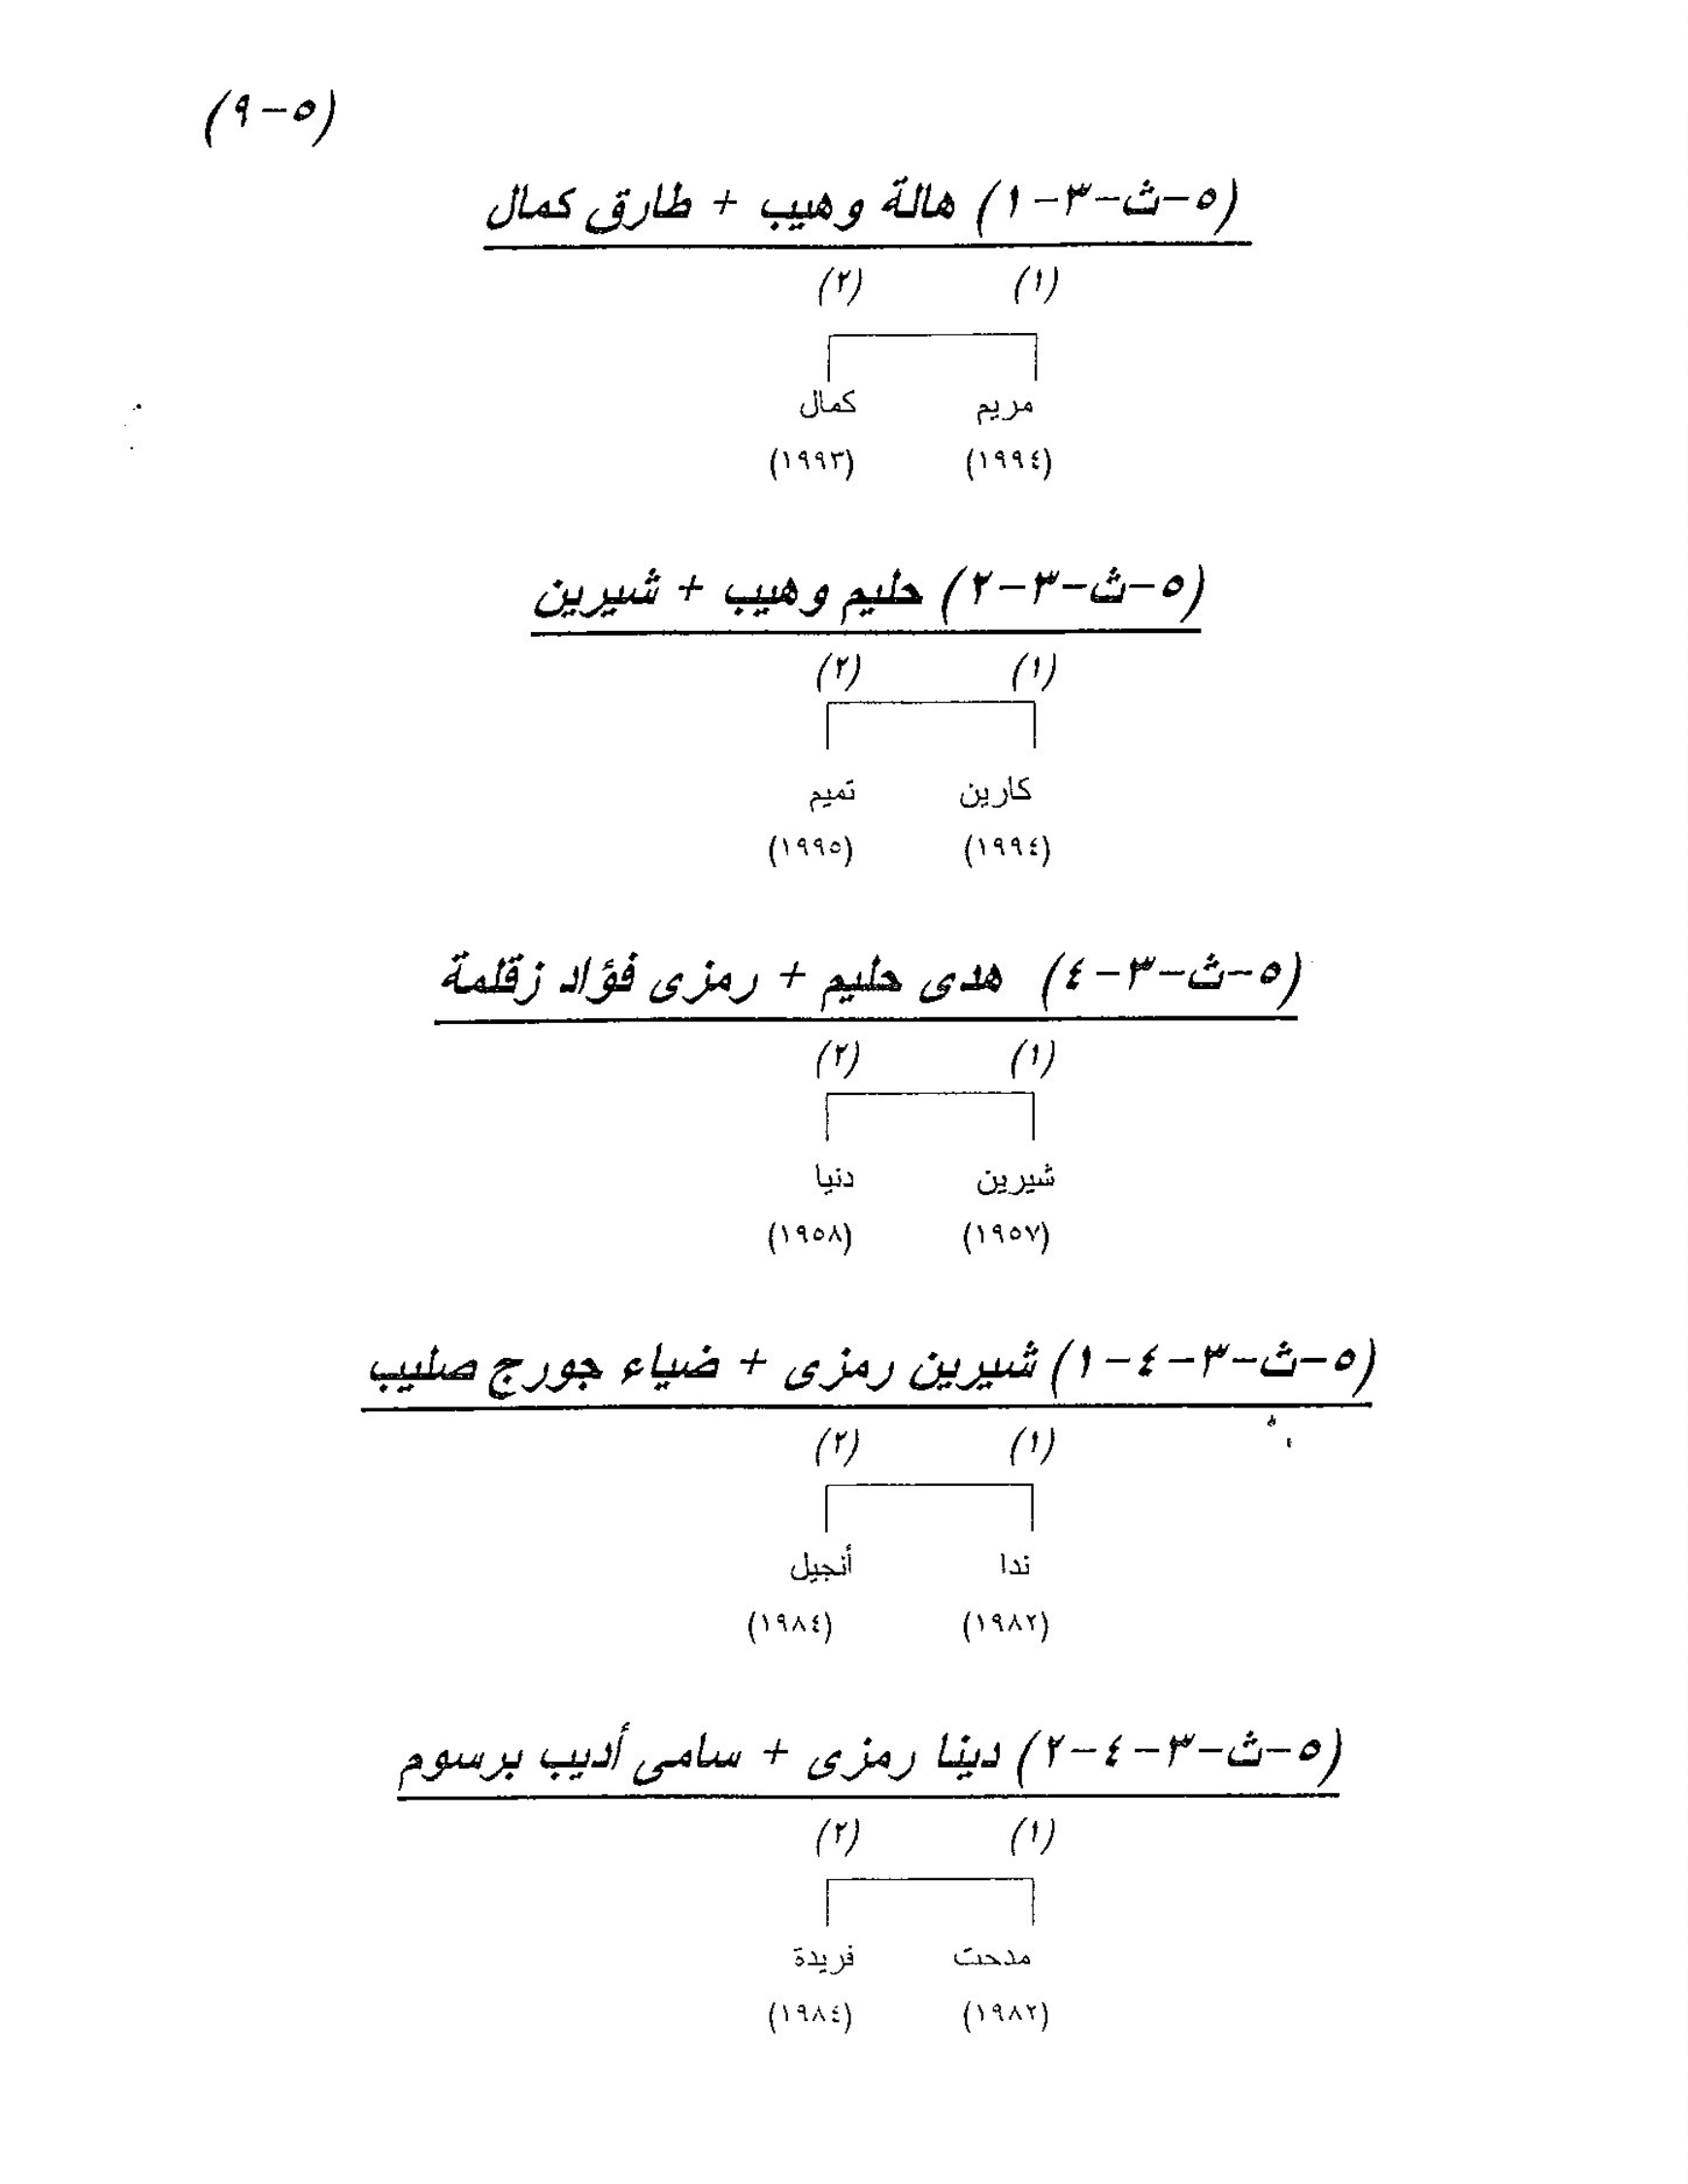 (٥-٩)
(٥-ث-٣-١) هالة وهيب + طارق كمال
(١) (٢)
مريم كمال
(١٩٩٤) (١٩٩٣)
(٥-ث-٣-٢) حليم وهيب + شيرين
(١) (٢)
كارين تميم
(١٩٩٤) (١٩٩٥)
(٥-ث-٣-٤) هدى حليم + رمزى فؤاد زقلمة
(١) (٢)
شيرين دنيا
(١٩٥٧) (١٩٥٨)
(٥-ث-٣-٤-١) شيرين رمزى + ضياء جورج صليب
(١) (٢)
ندا أنجيل
(١٩٨٢) (١٩٨٤)
(٥-ث-٣-٤-٢) دينا رمزى + سامى أديب برسوم
(١) (٢)
مدحت فريدة
(١٩٨٢) (١٩٨٤)